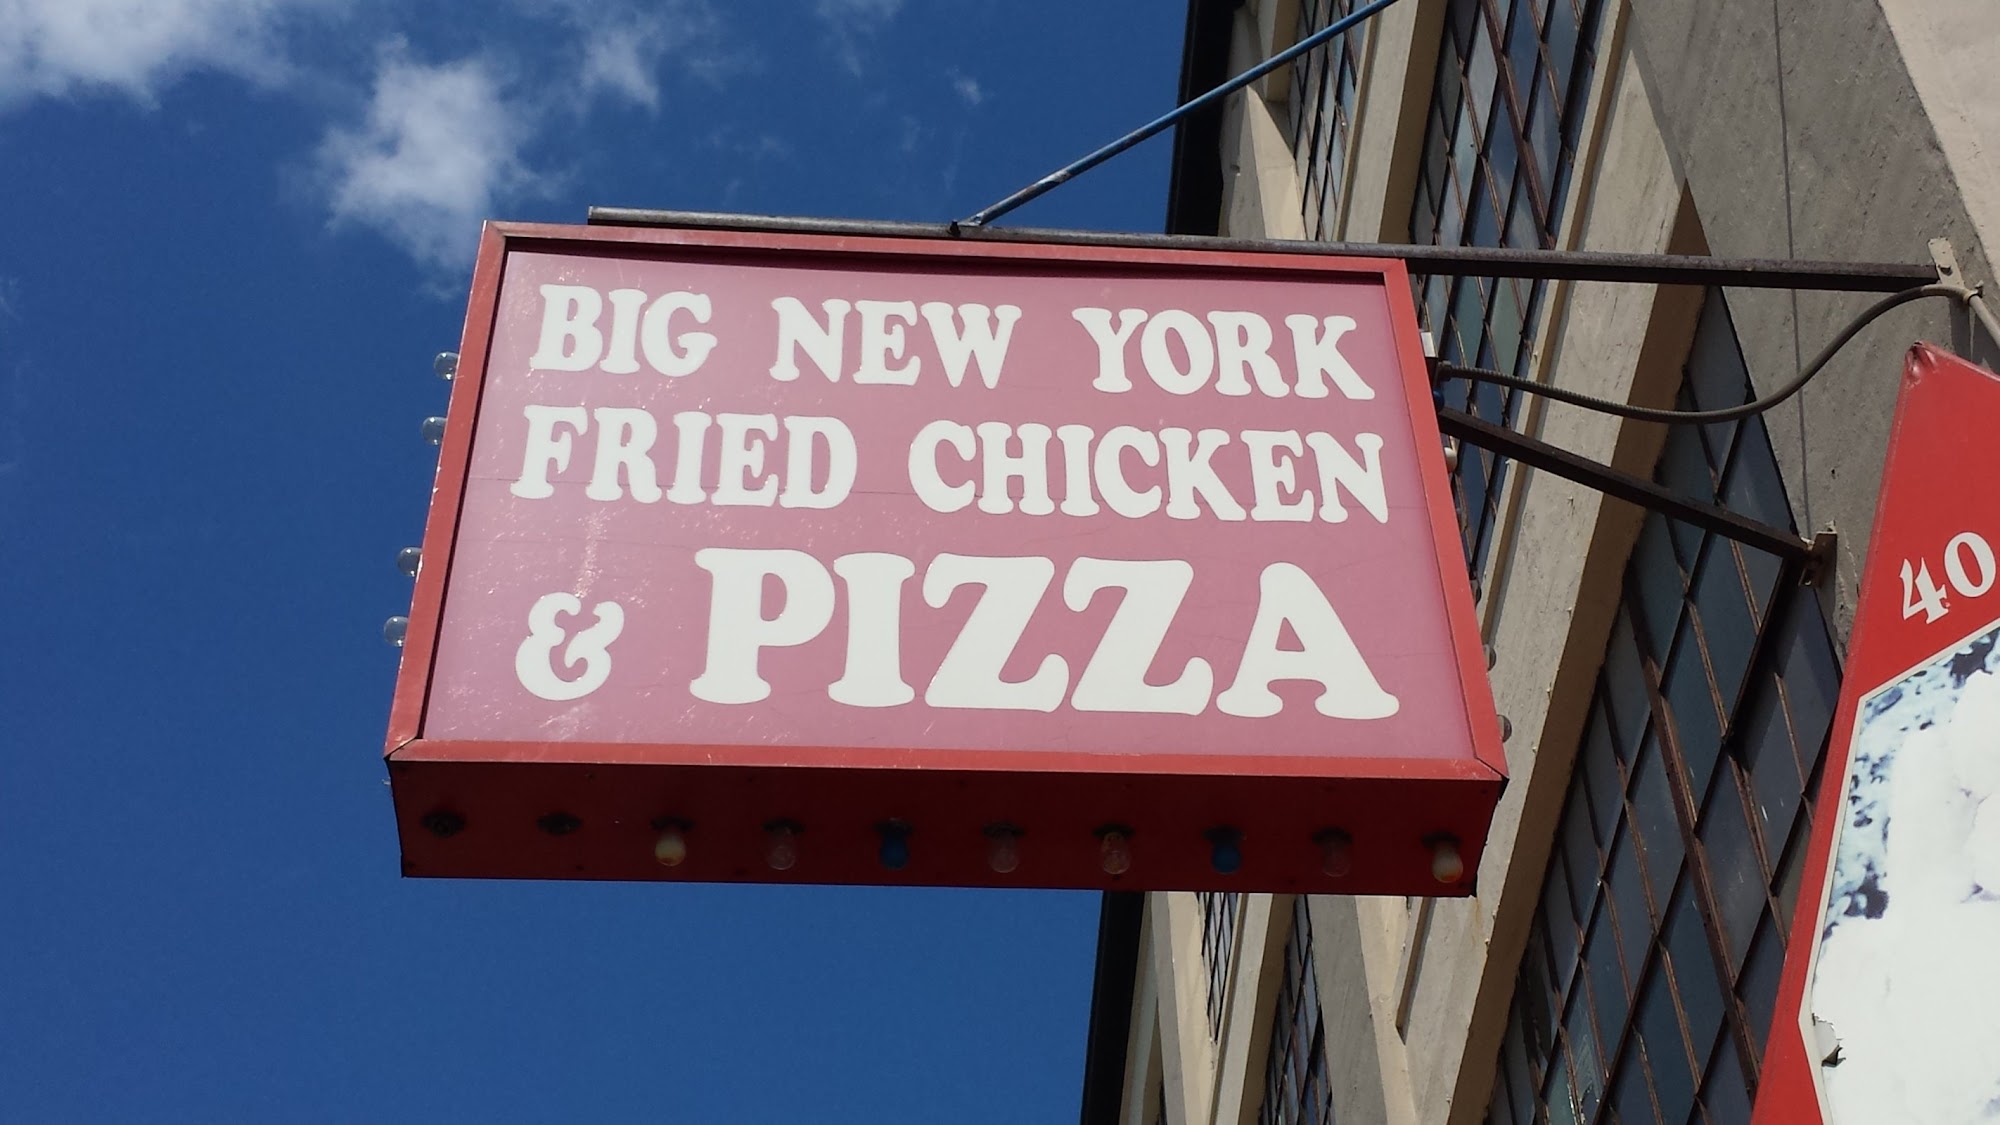 BIG NEW YORK
FRIED CHICKEN
& PIZZA
40